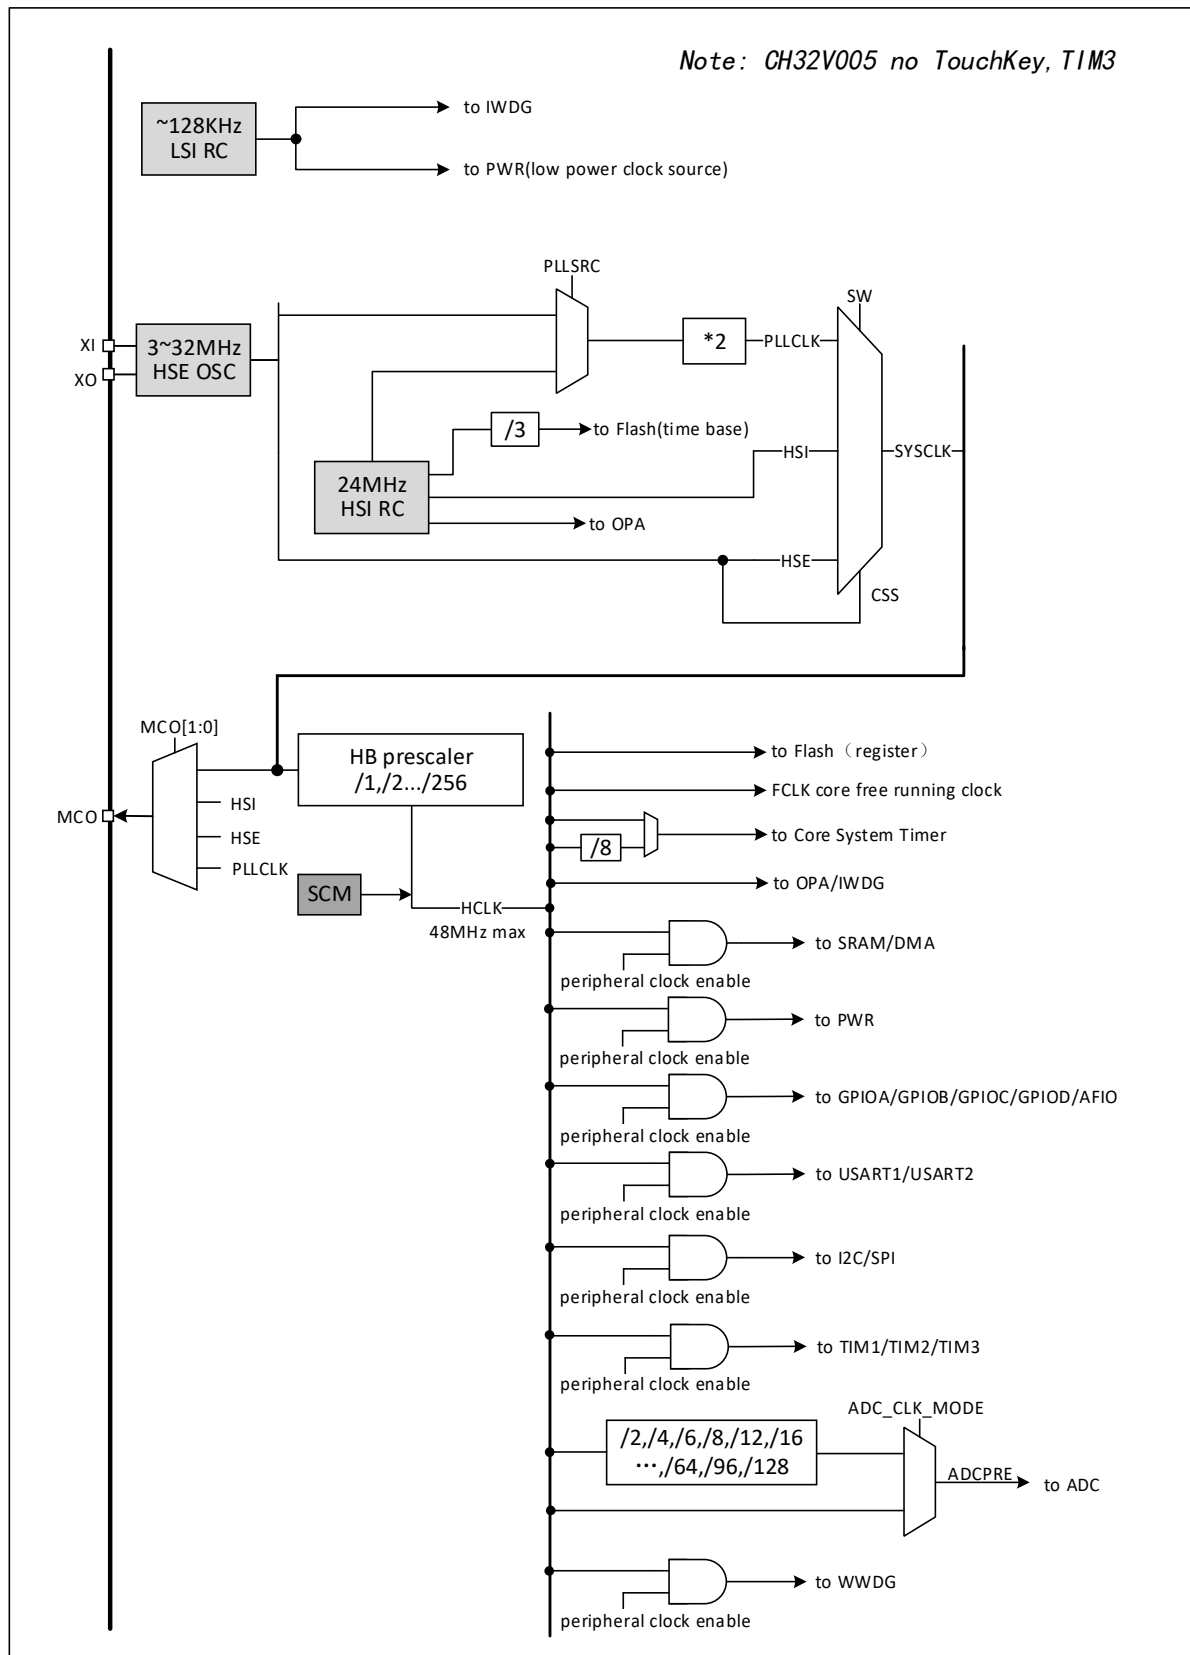 Note: CH32V005 no TouchKey, TIM3
~128KHz
LSI RC
to IWDG
to PWR(low power clock source)
PLLSRC
SW
XI
XO
3~32MHz
HSE OSC
*2
PLLCLK
/3
to Flash(time base)
24MHz
HSI RC
HSI
SYSCLK
to OPA
HSE
CSS
MCO[1:0]
HB prescaler
/1,/2.../256
HSI
HSE
PLLCLK
MCO
SCM
HCLK
48MHz max
to Flash（register）
FCLK core free running clock
/8
to Core System Timer
to OPA/IWDG
to SRAM/DMA
peripheral clock enable
to PWR
peripheral clock enable
to GPIOA/GPIOB/GPIOC/GPIOD/AFIO
peripheral clock enable
to USART1/USART2
peripheral clock enable
to I2C/SPI
peripheral clock enable
to TIM1/TIM2/TIM3
peripheral clock enable
ADC_CLK_MODE
/2,/4,/6,/8,/12,/16
…,/64,/96,/128
ADCPRE
to ADC
to WWDG
peripheral clock enable